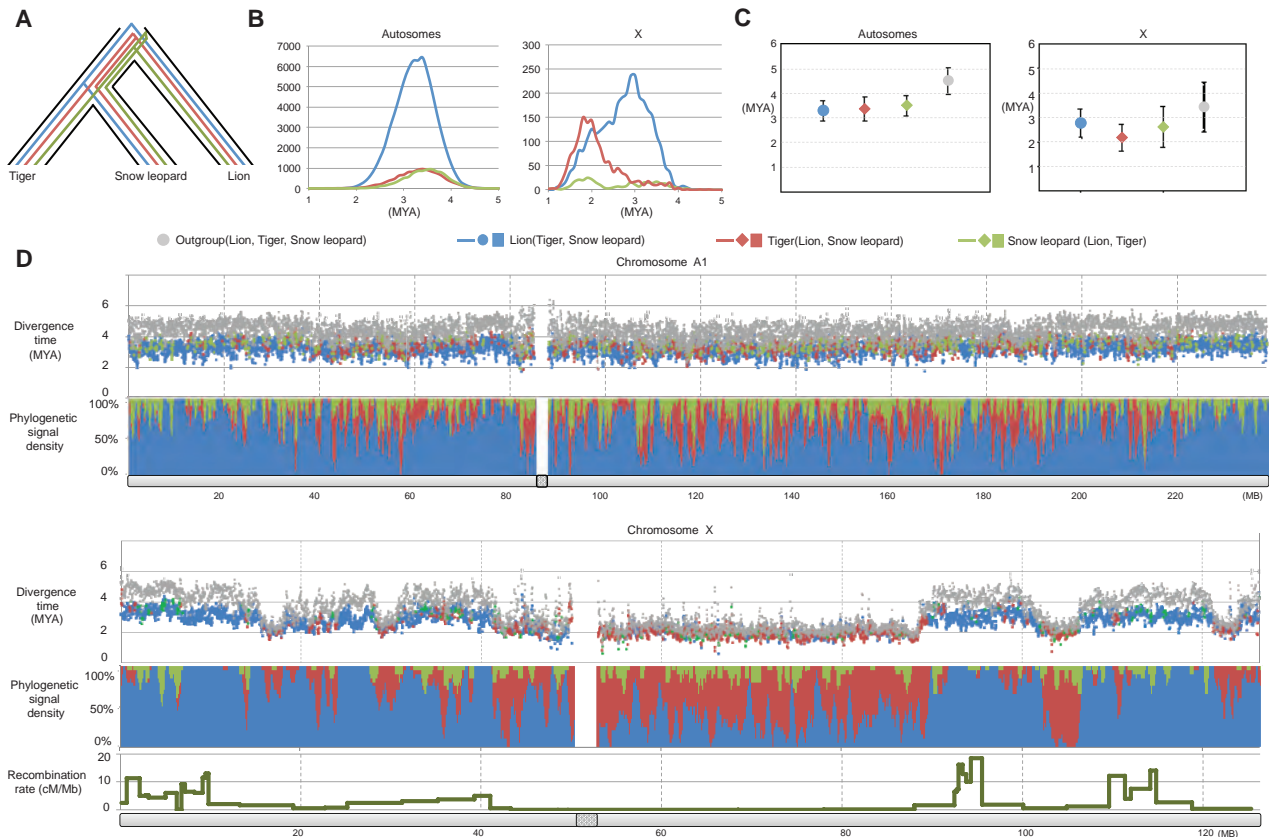 A
B
C
Autosomes
X
Autosomes
X
7000
6000
5000
4000
3000
2000
1000
0
1 2 3 4 5
(MYA)
300
250
200
150
100
50
0
1 2 3 4 5
(MYA)
6
5
4
(MYA)
3
2
1
6
5
4
(MYA)
3
2
1
Tiger
Snow leopard
Lion
Outgroup(Lion, Tiger, Snow leopard)
Lion(Tiger, Snow leopard)
Tiger(Lion, Snow leopard)
Snow leopard (Lion, Tiger)
D
Chromosome A1
Divergence
time
(MYA)
6
4
2
0
Phylogenetic
signal
density
100%
50%
0%
20 40 60 80 100 120 140 160 180 200 220 (MB)
Chromosome X
Divergence
time
(MYA)
6
4
2
0
Phylogenetic
signal
density
100%
50%
0%
Recombination
rate (cM/Mb)
20
10
0
20 40 60 80 100 120 (MB)